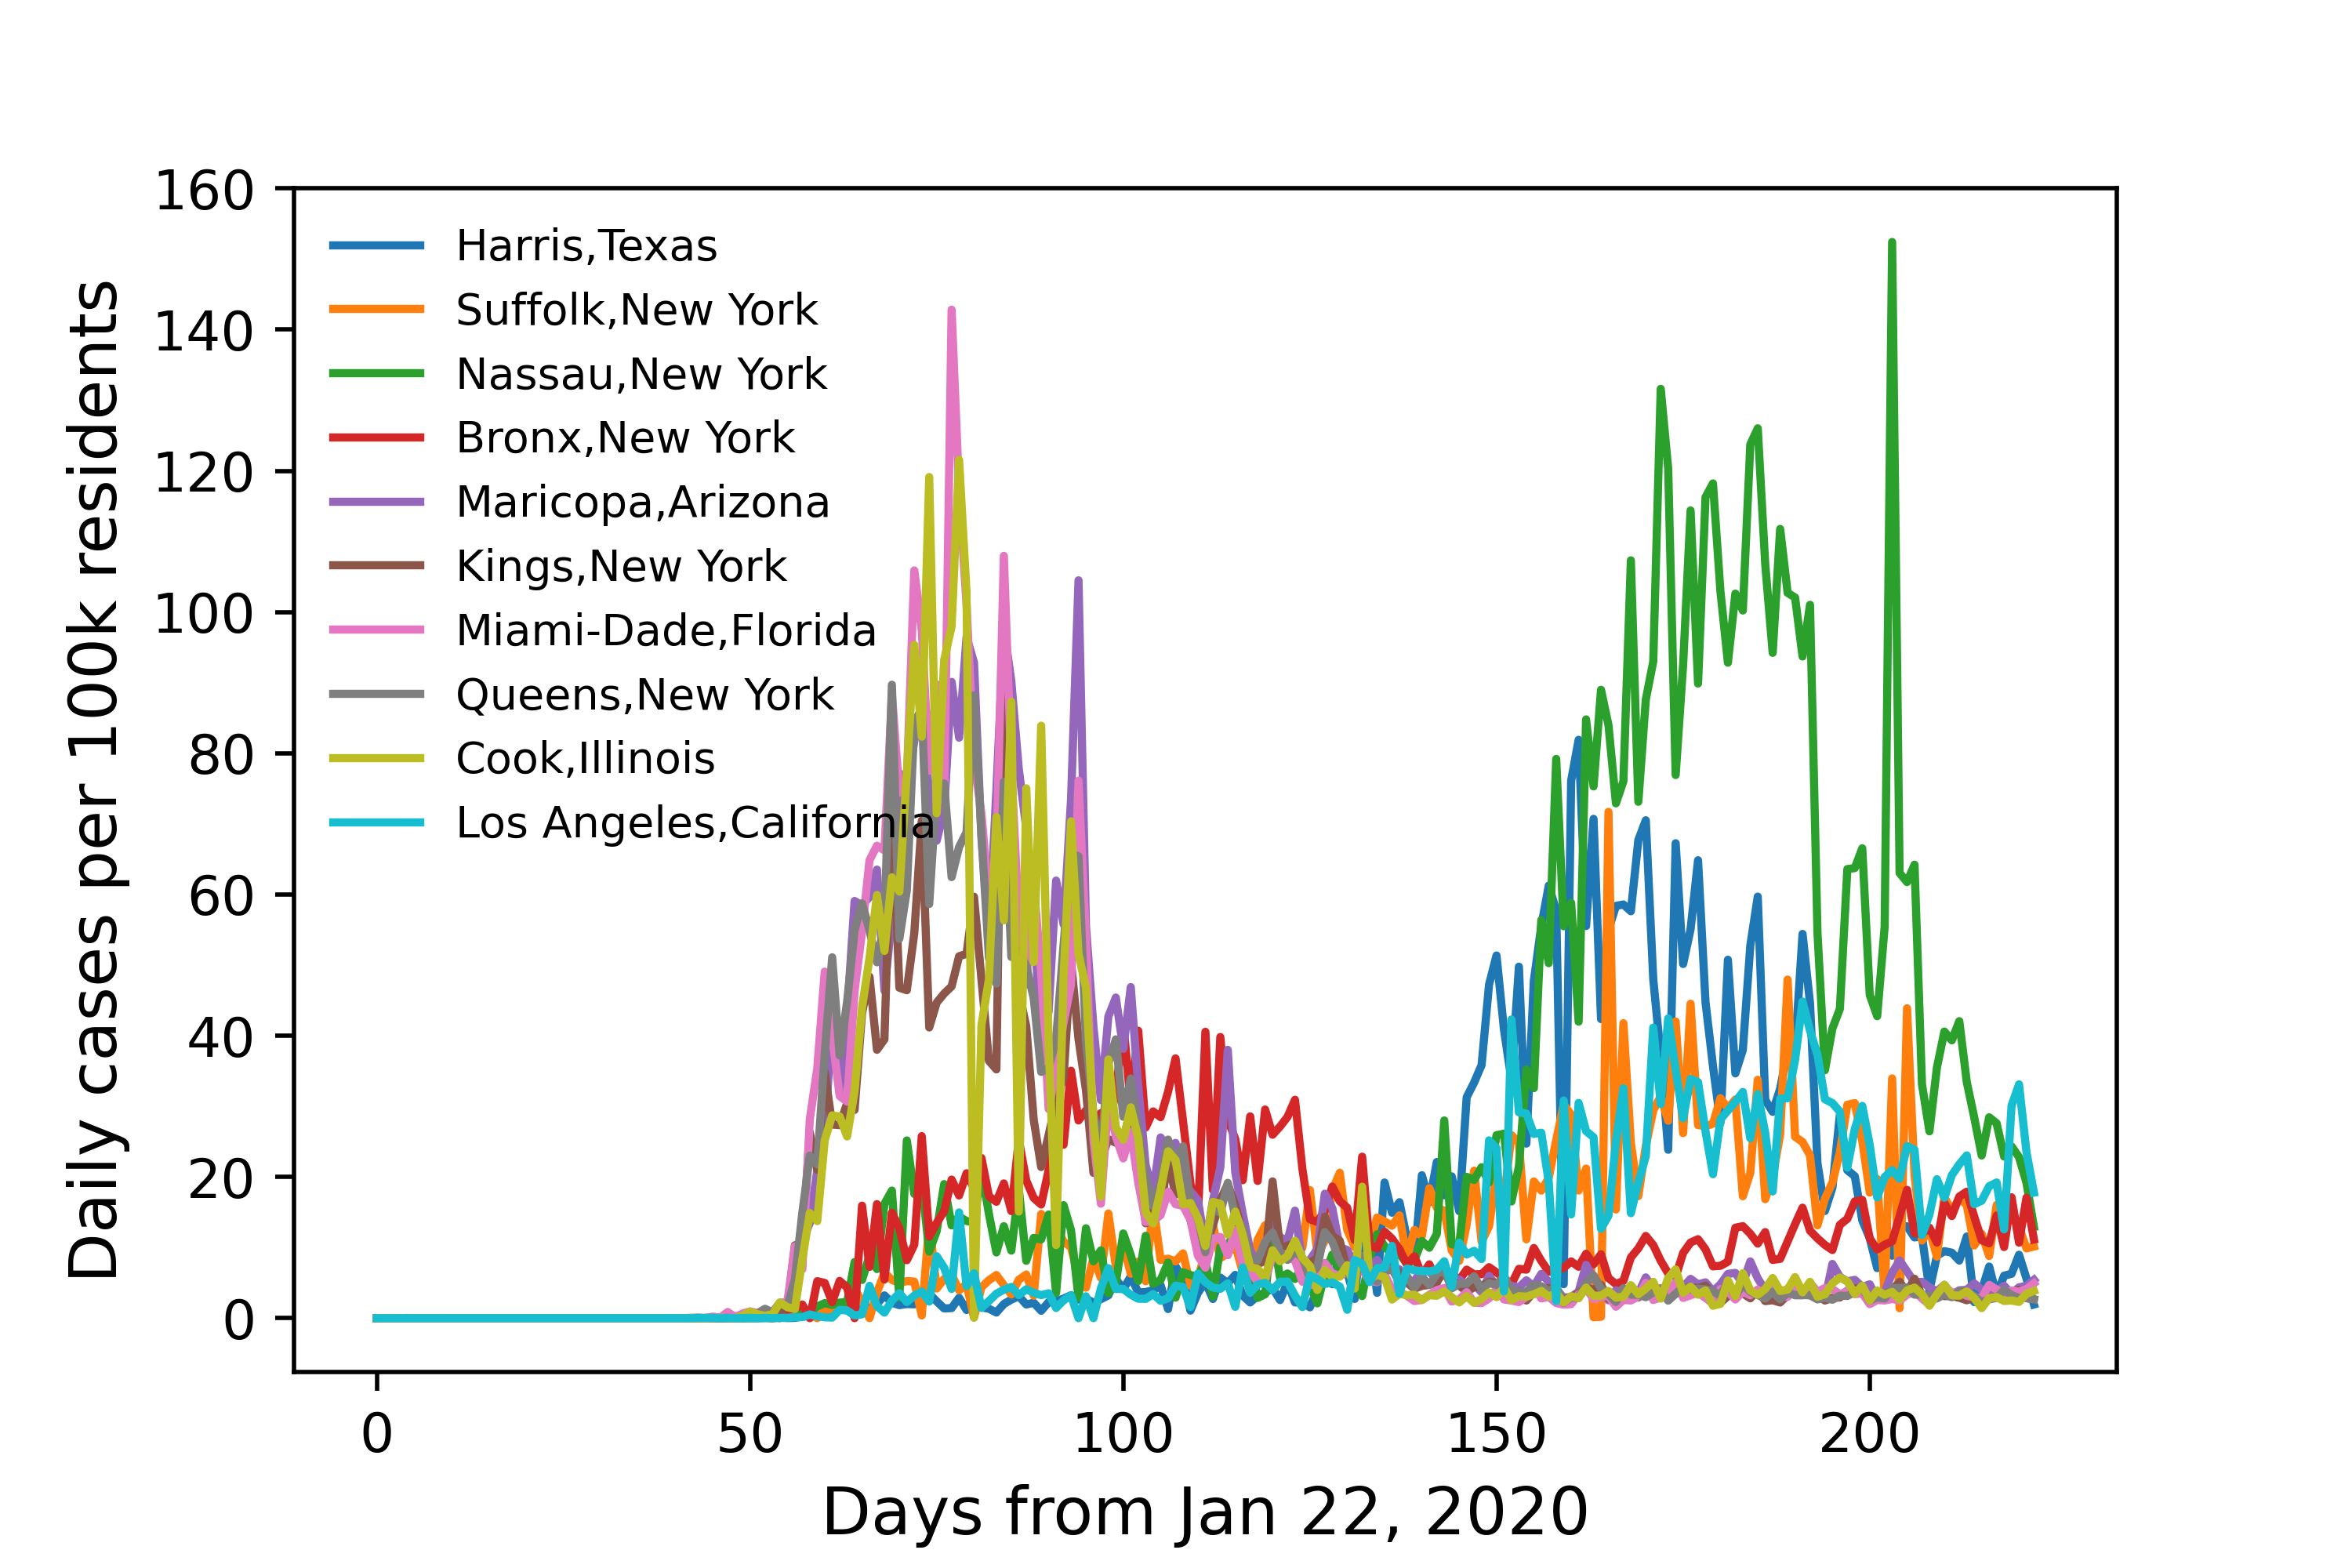 160
140
120
100
80
60
40
20
0
Daily cases per 100k residents
Harris,Texas
Suffolk,New York
Nassau,New York
Bronx,New York
Maricopa,Arizona
Kings,New York
Miami-Dade,Florida
Queens,New York
Cook,Illinois
Los Angeles,California
0 50 100 150 200
Days from Jan 22, 2020